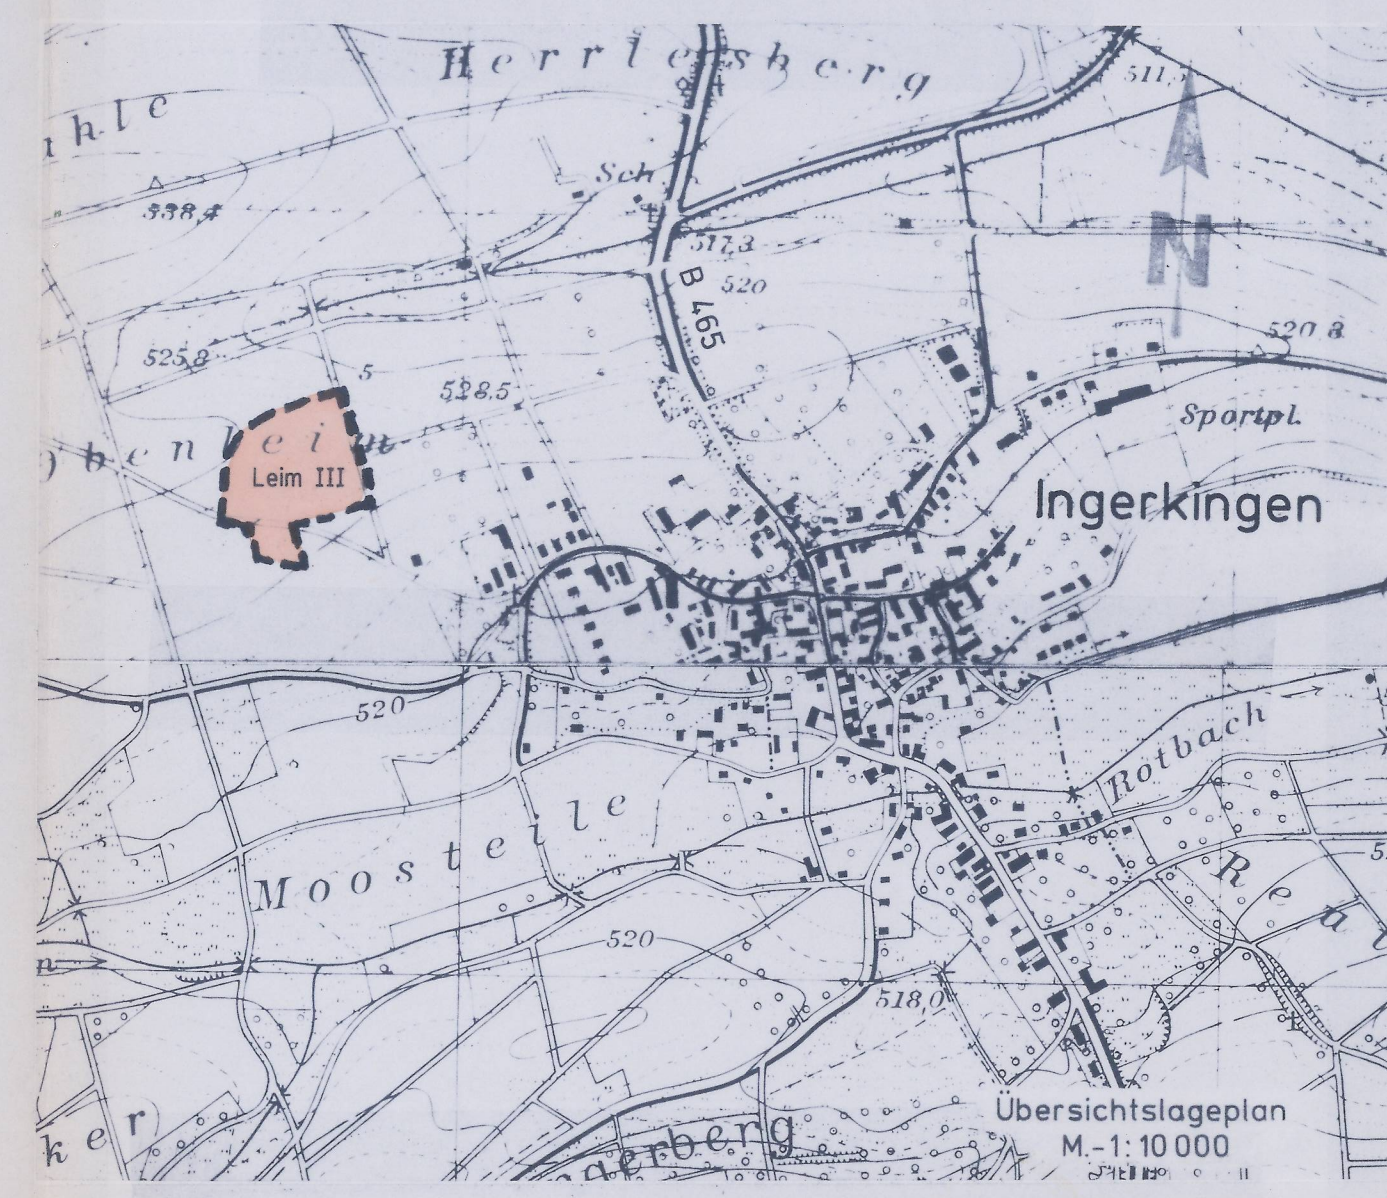 Herrlesberg
511,5
Sch
538,4
517,3
520
B 465
N
520 8
525,8
5
528,5
Sportpl.
Leim III
Ingerkingen
520
Rotbach
Moosteile
520
518,0
Übersichtslageplan
M.-1:10 000